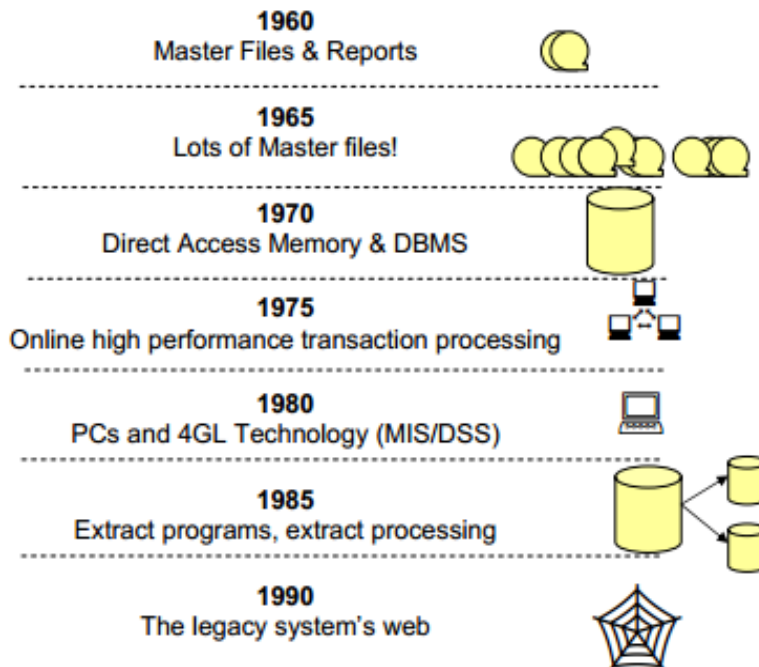 1960
Master Files & Reports
1965
Lots of Master files!
1970
Direct Access Memory & DBMS
1975
Online high performance transaction processing
1980
PCs and 4GL Technology (MIS/DSS)
1985
Extract programs, extract processing
1990
The legacy system's web